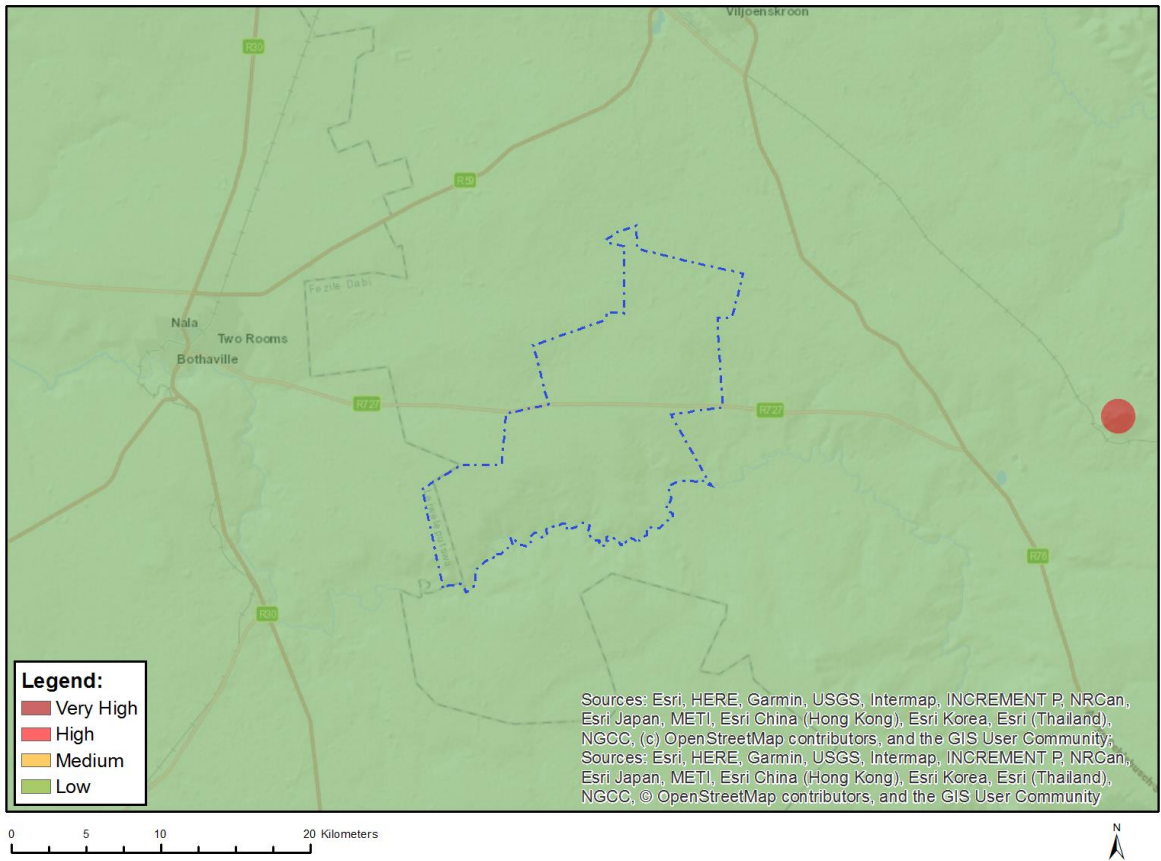 Viljoenskroon
R30
R59
Fezile Dabi
Nala
Two Rooms
Bothaville
R727
R727
R76
R30
Legend:
Very High
High
Medium
Low
Sources: Esri, HERE, Garmin, USGS, Intermap, INCREMENT P, NRCan,
Esri Japan, METI, Esri China (Hong Kong), Esri Korea, Esri (Thailand),
NGCC, (c) OpenStreetMap contributors, and the GIS User Community;
Sources: Esri, HERE, Garmin, USGS, Intermap, INCREMENT P, NRCan,
Esri Japan, METI, Esri China (Hong Kong), Esri Korea, Esri (Thailand),
NGCC, © OpenStreetMap contributors, and the GIS User Community
0 5 10 20 Kilometers
N